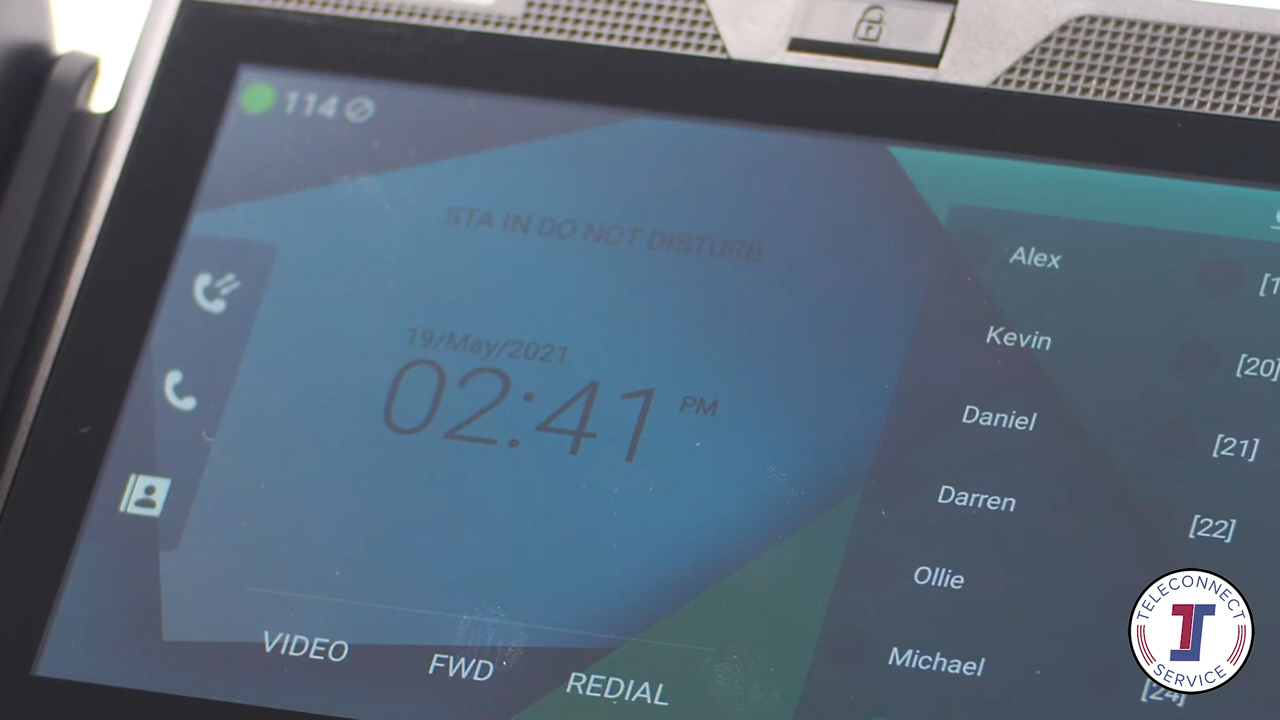 114
STA IN DO NOT DISTURB
19/May/2021
02:41 PM
VIDEO
FWD
REDIAL
Alex
Kevin [20]
Daniel [21]
Darren [22]
Ollie
Michael [24]
TELECONNECT
SERVICE